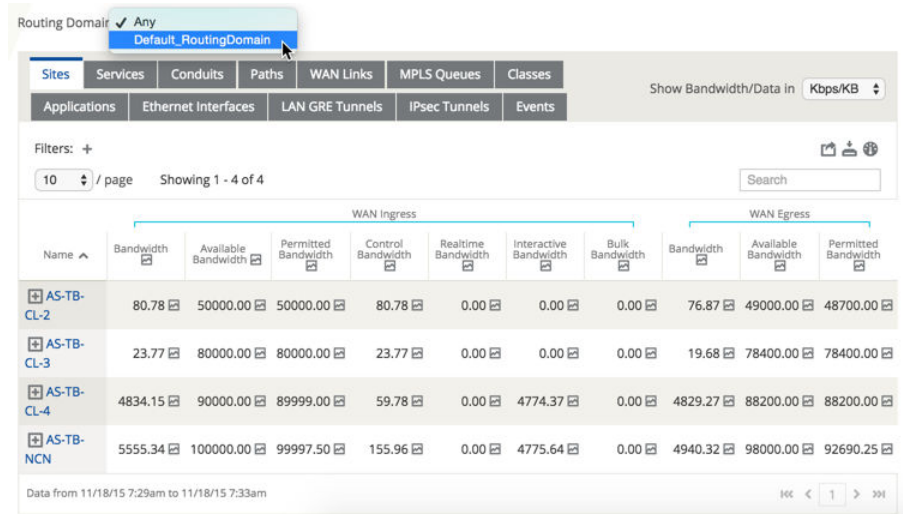 Routing Domain ✓ Any
Default_RoutingDomain
Sites Services Conduits Paths WAN Links MPLS Queues Classes
Show Bandwidth/Data in Kbps/KB
Applications Ethernet Interfaces LAN GRE Tunnels IPsec Tunnels Events
Filters: +
10 / page Showing 1 - 4 of 4 Search
WAN Ingress WAN Egress
Name Bandwidth Available Bandwidth Permitted Bandwidth Control Bandwidth Realtime Bandwidth Interactive Bandwidth Bulk Bandwidth Bandwidth Available Bandwidth Permitted Bandwidth
AS-TB-
CL-2 80.78 50000.00 50000.00 80.78 0.00 0.00 0.00 76.87 49000.00 48700.00
AS-TB-
CL-3 23.77 80000.00 80000.00 23.77 0.00 0.00 0.00 19.68 78400.00 78400.00
AS-TB-
CL-4 4834.15 90000.00 89999.00 59.78 0.00 4774.37 0.00 4829.27 88200.00 88200.00
AS-TB-
NCN 5555.34 100000.00 99997.50 155.96 0.00 4775.64 0.00 4940.32 98000.00 92690.25
Data from 11/18/15 7:29am to 11/18/15 7:33am 1